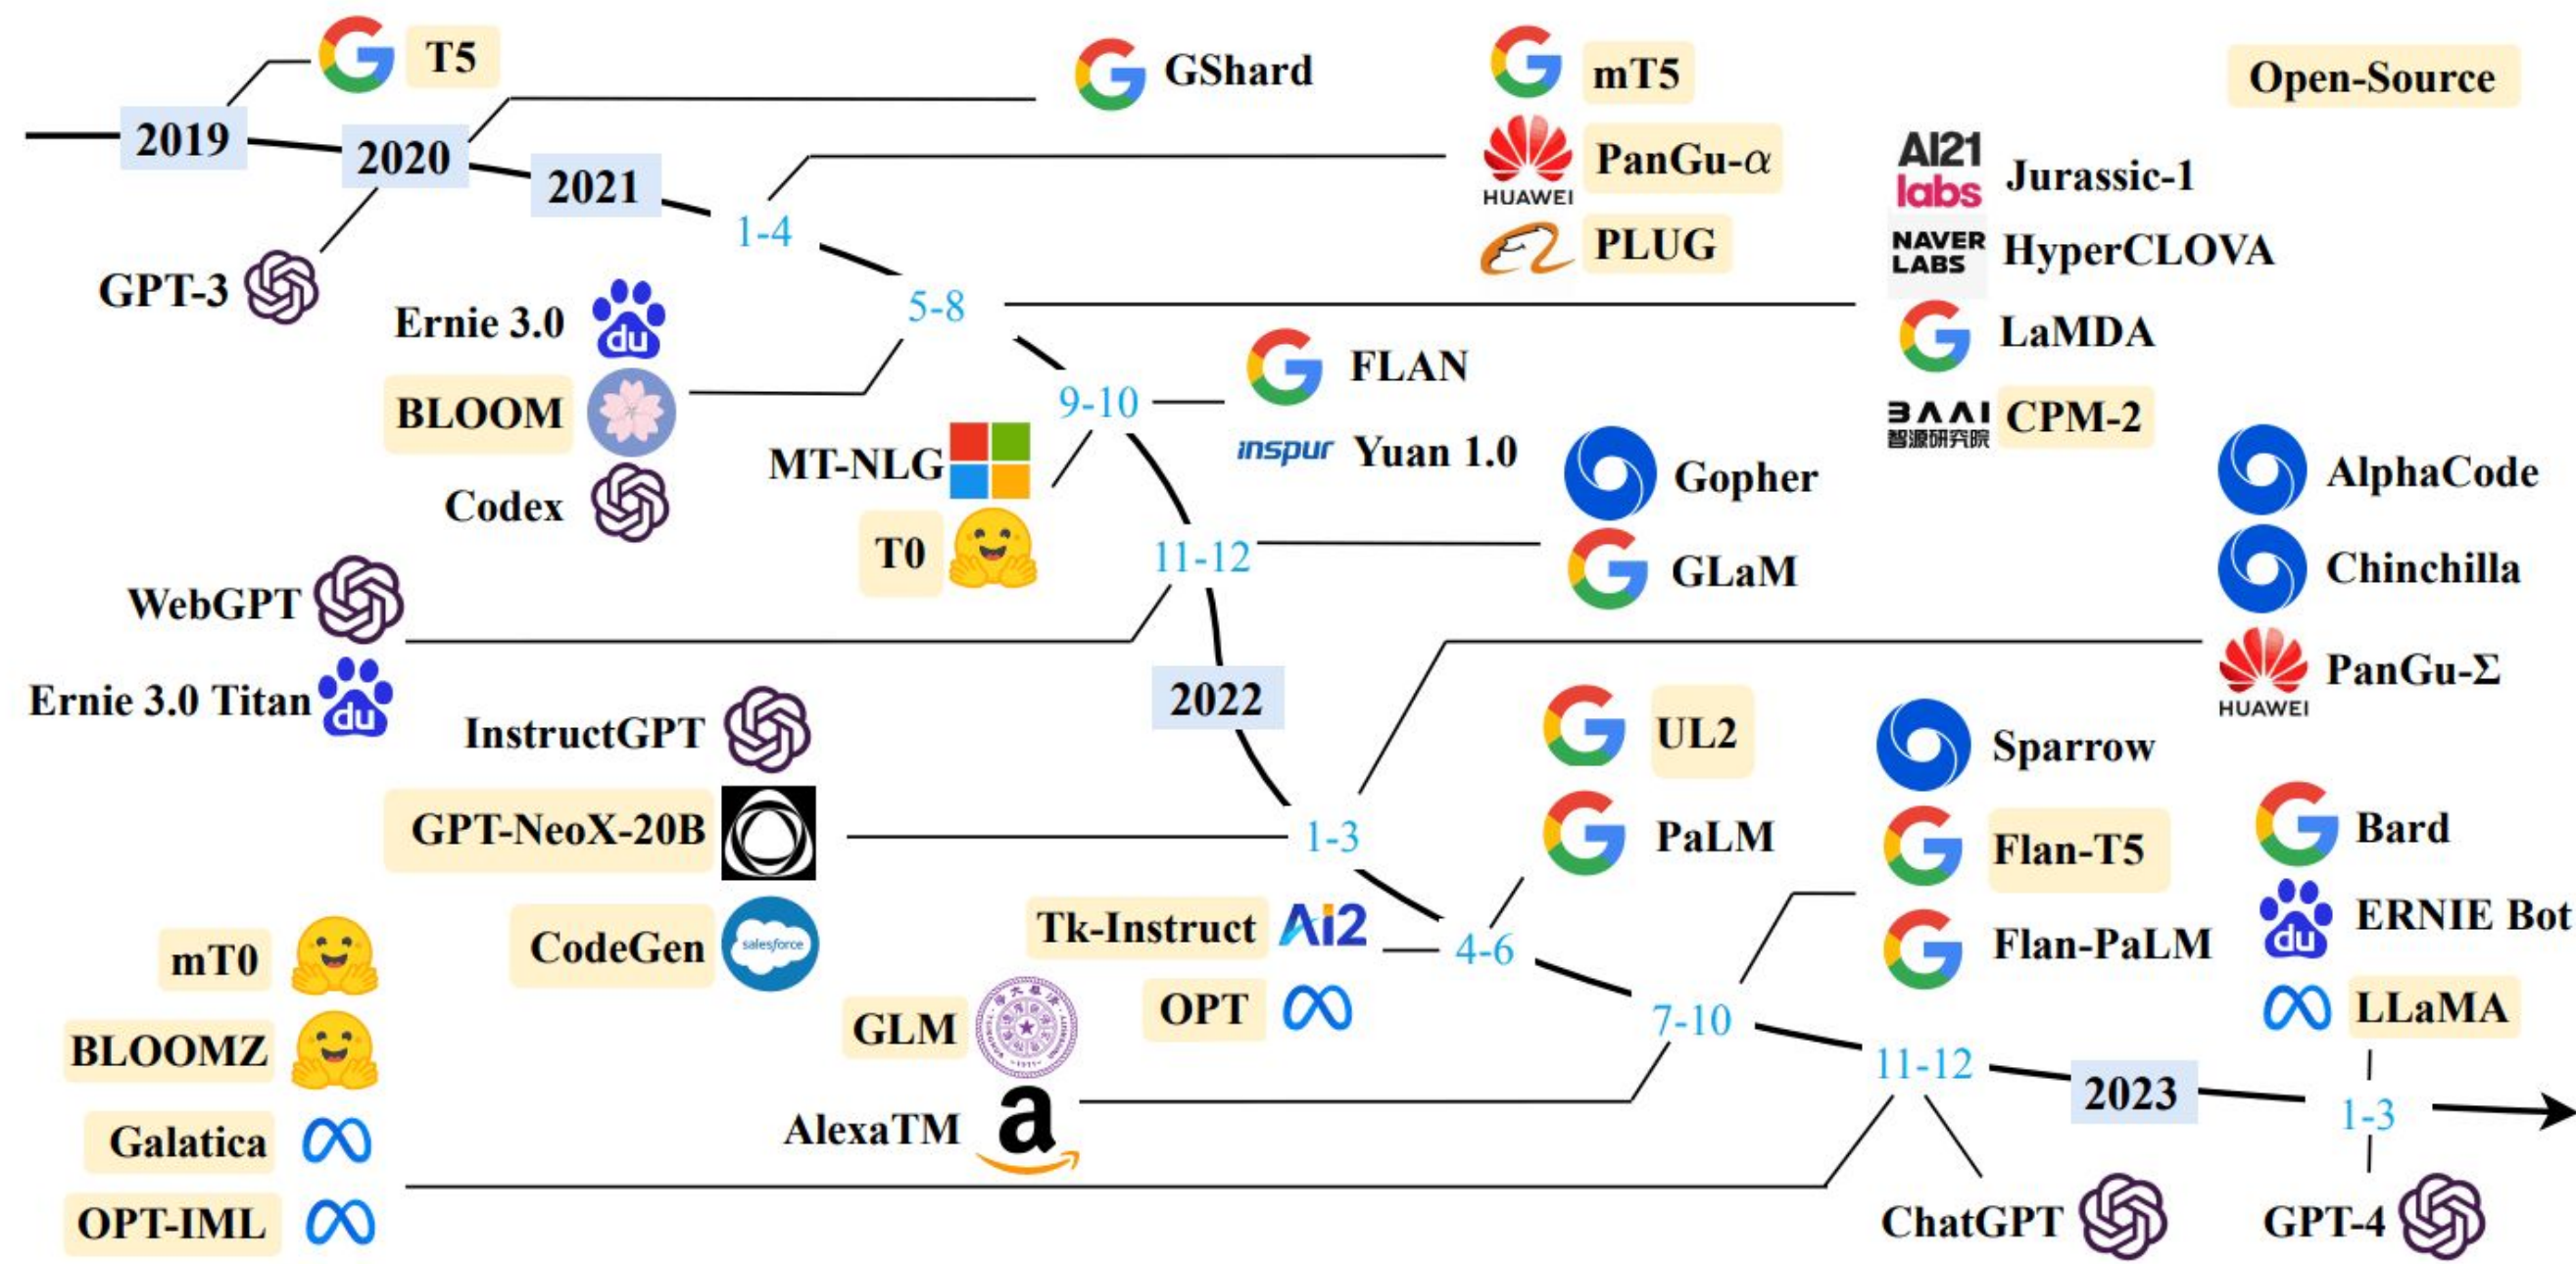 T5
GShard
mT5
Open-Source
2019
2020
2021
PanGu-α
HUAWEI
AI21
labs
Jurassic-1
1-4
PLUG
NAVER
LABS
HyperCLOVA
GPT-3
Ernie 3.0
du
5-8
LaMDA
FLAN
BLOOM
9-10
BAAI
智源研究院
CPM-2
inspur
Yuan 1.0
MT-NLG
Gopher
AlphaCode
Codex
T0
11-12
GLaM
Chinchilla
WebGPT
HUAWEI
PanGu-Σ
Ernie 3.0 Titan
du
2022
InstructGPT
UL2
Sparrow
GPT-NeoX-20B
1-3
PaLM
Flan-T5
Bard
Tk-Instruct
Ai2
4-6
Flan-PaLM
ERNIE Bot
du
CodeGen
salesforce
mT0
OPT
LLaMA
GLM
7-10
BLOOMZ
11-12
2023
1-3
AlexaTM
a
Galatica
OPT-IML
ChatGPT
GPT-4